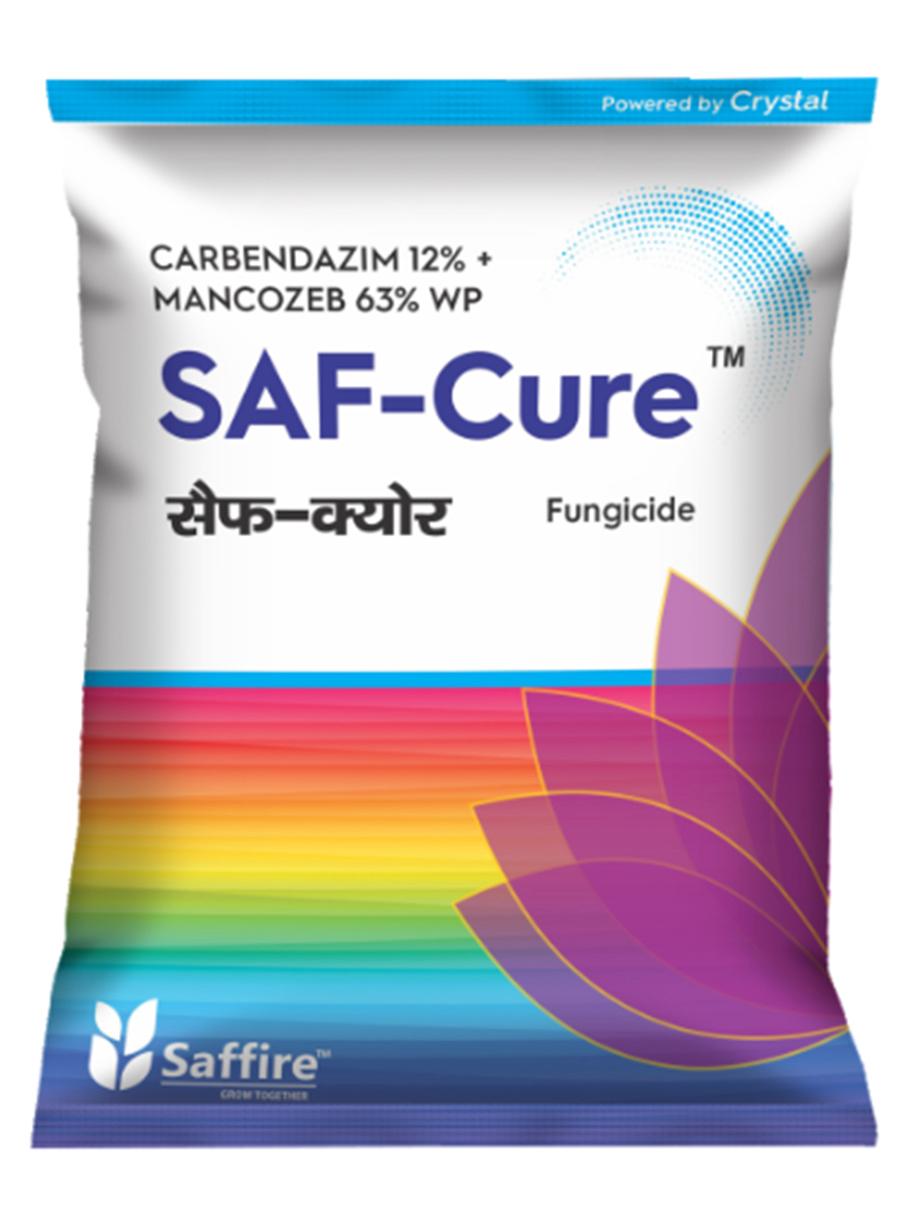 Powered by Crystal
CARBENDAZIM 12% +
MANCOZEB 63% WP
SAF-Cure™
सैफ-क्योर Fungicide
Saffire™
GROW TOGETHER